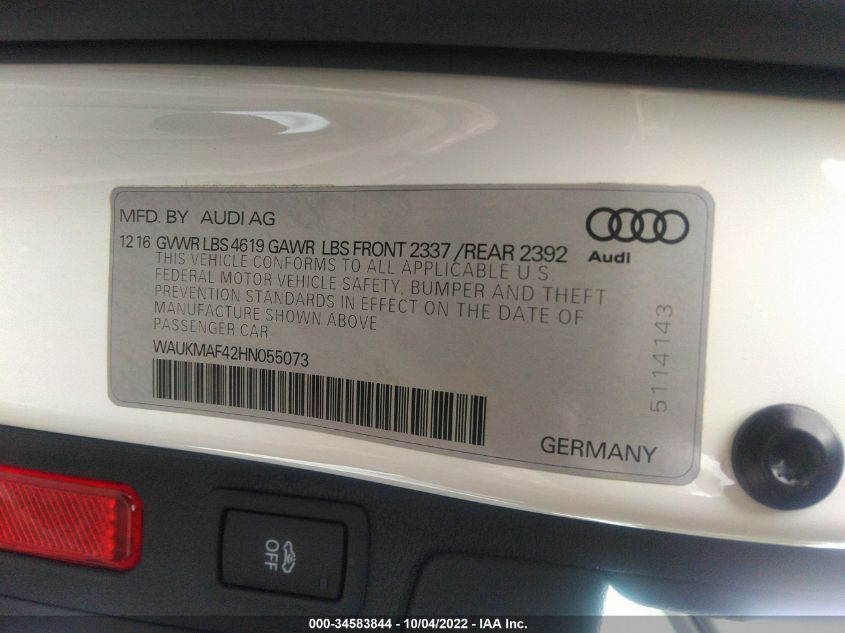 MFD. BY AUDI AG
12 16 GVWR LBS 4619 GAWR LBS FRONT 2337 / REAR 2392
Audi
THIS VEHICLE CONFORMS TO ALL APPLICABLE U.S.
FEDERAL MOTOR VEHICLE SAFETY, BUMPER AND THEFT
PREVENTION STANDARDS IN EFFECT ON THE DATE OF
MANUFACTURE SHOWN ABOVE
PASSENGER CAR
WAUKMAF42HN055073
5114143
GERMANY
OFF
000-34583844 - 10/04/2022 - IAA Inc.